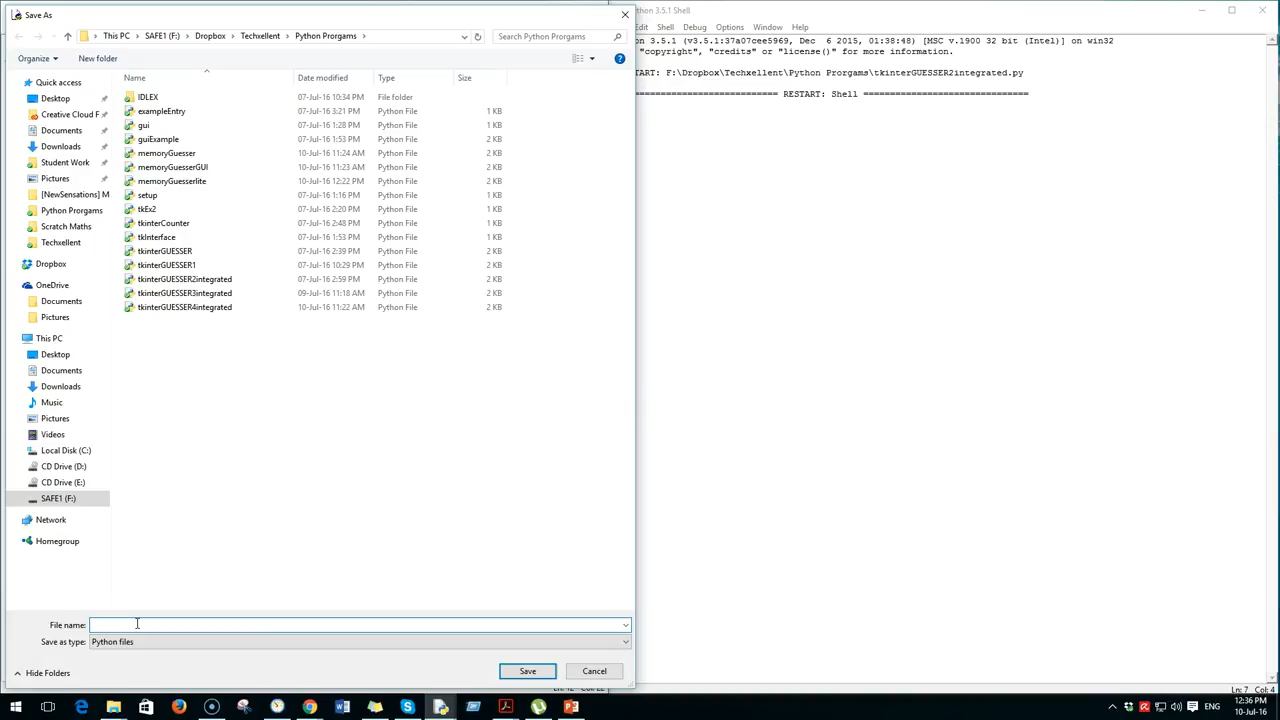 Save As
This PC > SAFE1 (F:) > Dropbox > Techxellent > Python Prorgams >
Search Python Prorgams
Organize
New folder
Name
Date modified
Type
Size
Quick access
Desktop
Creative Cloud F
Documents
Downloads
Student Work
Pictures
[NewSensations] M
Python Prorgams
Scratch Maths
Techxellent
Dropbox
OneDrive
Documents
Pictures
This PC
Desktop
Documents
Downloads
Music
Pictures
Videos
Local Disk (C:)
CD Drive (D:)
CD Drive (E:)
SAFE1 (F:)
Network
Homegroup
IDLEX 07-Jul-16 10:34 PM File folder
exampleEntry 07-Jul-16 3:21 PM Python File 1 KB
gui 07-Jul-16 1:28 PM Python File 1 KB
guiExample 07-Jul-16 1:53 PM Python File 2 KB
memoryGuesser 10-Jul-16 11:24 AM Python File 2 KB
memoryGuesserGUI 10-Jul-16 11:23 AM Python File 2 KB
memoryGuesserlite 10-Jul-16 12:22 PM Python File 2 KB
setup 07-Jul-16 1:16 PM Python File 1 KB
tkEx2 07-Jul-16 2:20 PM Python File 1 KB
tkinterCounter 07-Jul-16 2:48 PM Python File 1 KB
tkInterface 07-Jul-16 1:53 PM Python File 1 KB
tkinterGUESSER 07-Jul-16 2:39 PM Python File 2 KB
tkinterGUESSER1 07-Jul-16 10:29 PM Python File 2 KB
tkinterGUESSER2integrated 07-Jul-16 2:59 PM Python File 2 KB
tkinterGUESSER3integrated 09-Jul-16 11:18 AM Python File 2 KB
tkinterGUESSER4integrated 10-Jul-16 11:22 AM Python File 2 KB
File name:
Save as type: Python files
Hide Folders
Save
Cancel
ython 3.5.1 Shell
Edit Shell Debug Options Window Help
on 3.5.1 (v3.5.1:37a07cee5969, Dec 6 2015, 01:38:48) [MSC v.1900 32 bit (Intel)] on win32
"copyright", "credits" or "license()" for more information.
TART: F:\Dropbox\Techxellent\Python Prorgams\tkinterGUESSER2integrated.py
=========================== RESTART: Shell ===============================
Ln: 7 Col: 4
ENG
12:36 PM
10-Jul-16